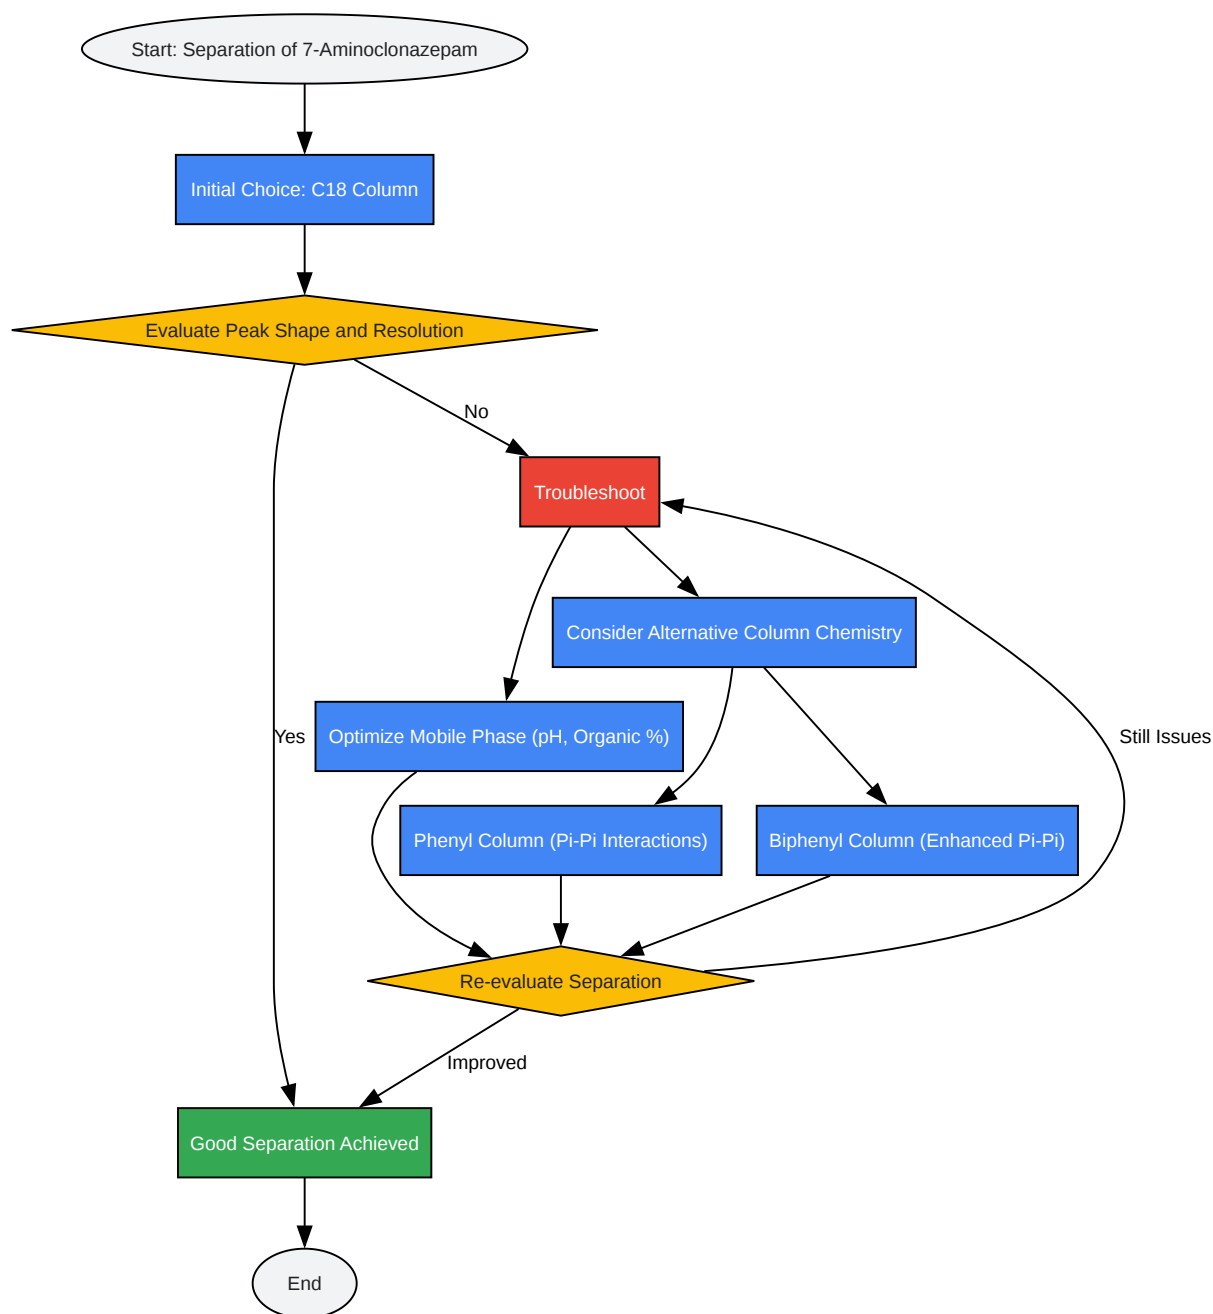 Start: Separation of 7-Aminoclonazepam
Initial Choice: C18 Column
Evaluate Peak Shape and Resolution
No
Troubleshoot
Consider Alternative Column Chemistry
Optimize Mobile Phase (pH, Organic %)
Yes
Still Issues
Phenyl Column (Pi-Pi Interactions)
Biphenyl Column (Enhanced Pi-Pi)
Re-evaluate Separation
Improved
Good Separation Achieved
End